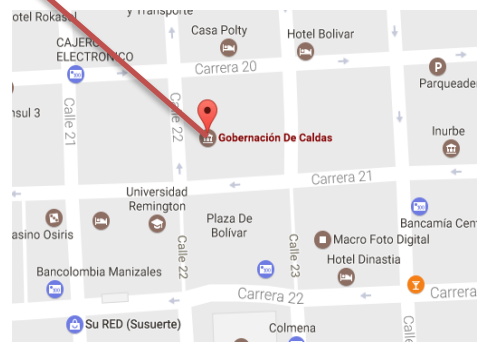 otel Rokasol
y Transporte
Casa Polty
Hotel Bolivar
CAJERO
ELECTRONICO
Carrera 20
Parqueade
nsul 3
Calle 21
Calle 22
Gobernación De Caldas
Inurbe
Carrera 21
Universidad
Remington
asino Osiris
Plaza De
Bolívar
Bancamía Cen
Macro Foto Digital
Calle 22
Calle 23
Hotel Dinastia
Bancolombia Manizales
Carrera 22
Carrera
Su RED (Susuerte)
Colmena
Calle